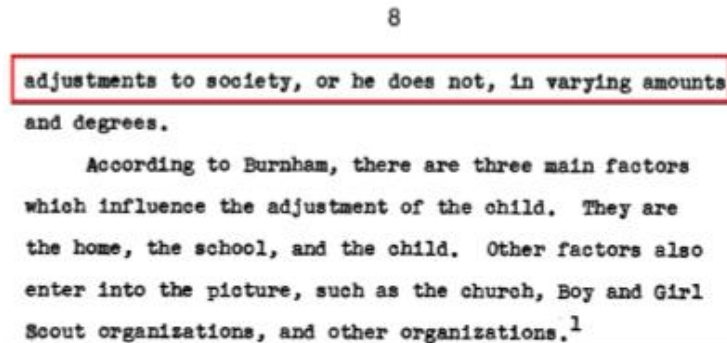 8
adjustments to society, or he does not, in varying amounts
and degrees.
According to Burnham, there are three main factors
which influence the adjustment of the child. They are
the home, the school, and the child. Other factors also
enter into the picture, such as the church, Boy and Girl
Scout organizations, and other organizations.1